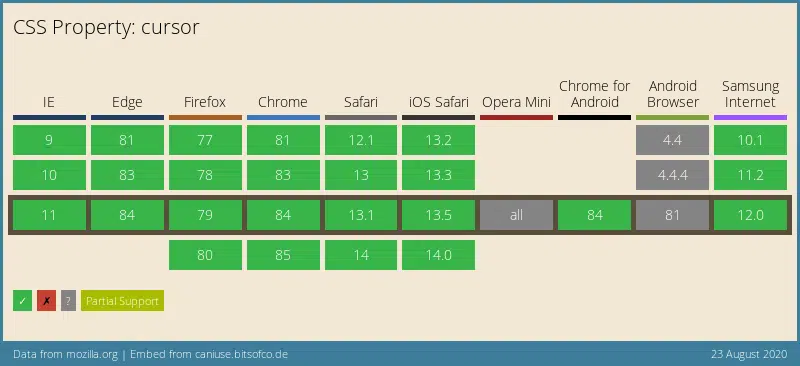 CSS Property: cursor
IE Edge Firefox Chrome Safari iOS Safari Opera Mini Chrome for Android Android Browser Samsung Internet
9 81 77 81 12.1 13.2 4.4 10.1
10 83 78 83 13 13.3 4.4.4 11.2
11 84 79 84 13.1 13.5 all 84 81 12.0
80 85 14 14.0
✓ ✗ ? Partial Support
Data from mozilla.org | Embed from caniuse.bitsofco.de 23 August 2020